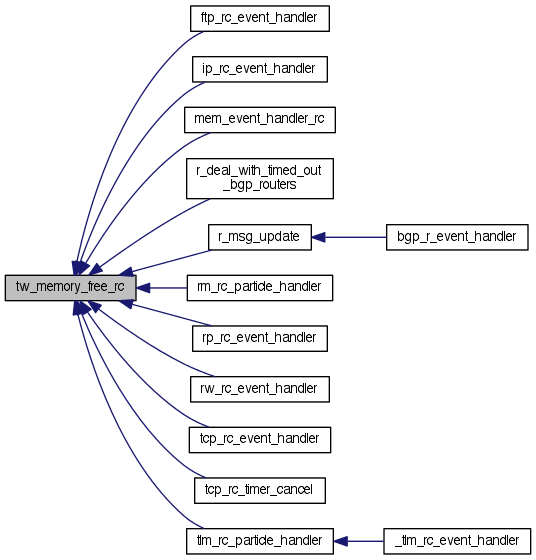 ftp_rc_event_handler
ip_rc_event_handler
mem_event_handler_rc
r_deal_with_timed_out
_bgp_routers
r_msg_update
bgp_r_event_handler
tw_memory_free_rc
rm_rc_particle_handler
rp_rc_event_handler
rw_rc_event_handler
tcp_rc_event_handler
tcp_rc_timer_cancel
tlm_rc_particle_handler
_tlm_rc_event_handler